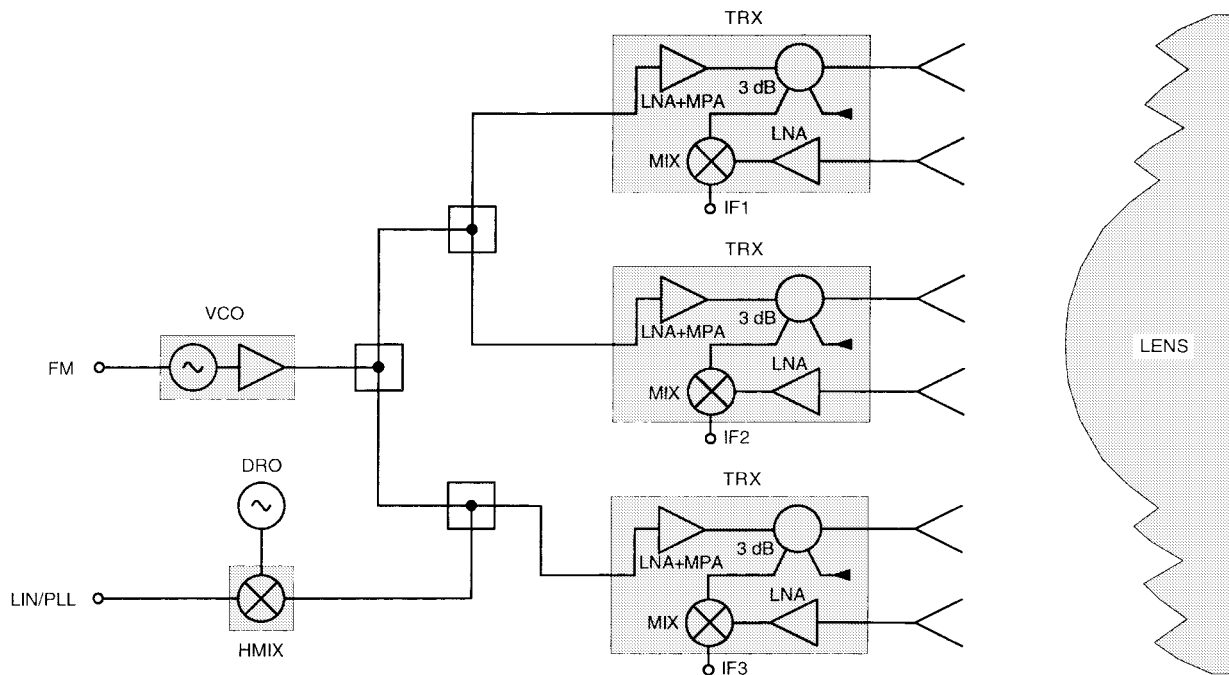 TRX
3 dB
LNA+MPA
LNA
MIX
IF1
TRX
VCO
3 dB
LNA+MPA
LENS
FM
LNA
MIX
IF2
DRO
TRX
3 dB
LNA+MPA
LIN/PLL
LNA
MIX
HMIX
IF3